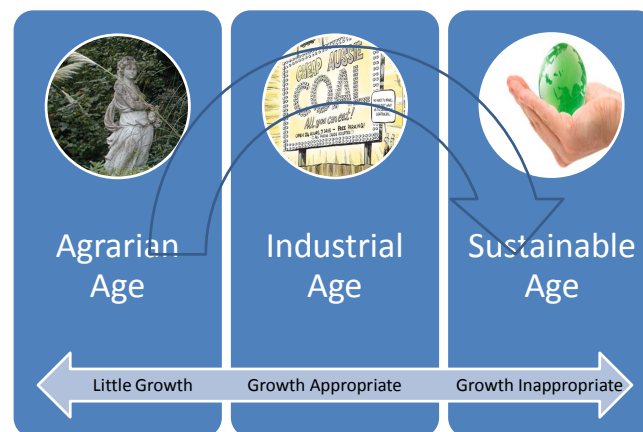 CHEAP AUSSIE
COAL
All you can eat!
Agrarian
Age
Industrial
Age
Sustainable
Age
Little Growth
Growth Appropriate
Growth Inappropriate